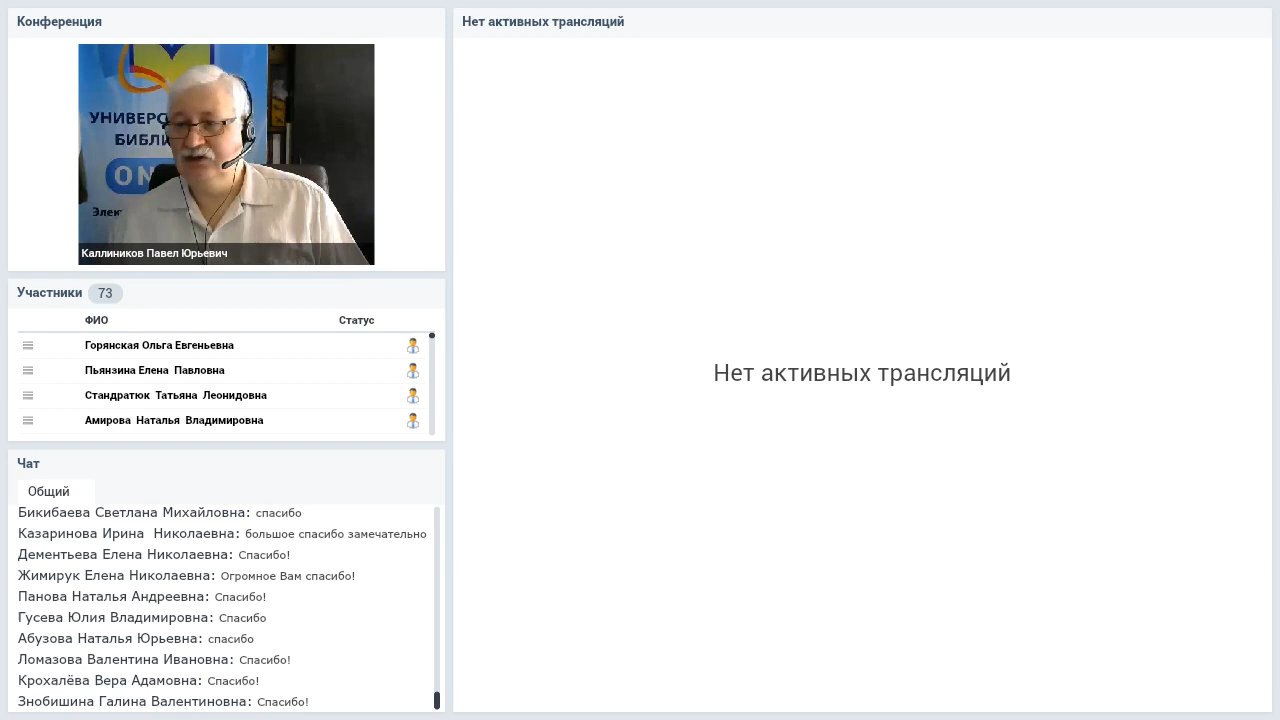 Конференция
УНИВЕРС
БИБЛИ
ON
Элек
Каллиников Павел Юрьевич
Участники 73
ФИО Статус
Горянская Ольга Евгеньевна
Пьянзина Елена Павловна
Стандратюк Татьяна Леонидовна
Амирова Наталья Владимировна
Чат
Общий
Бикибаева Светлана Михайловна: спасибо
Казаринова Ирина Николаевна: большое спасибо замечательно
Дементьева Елена Николаевна: Спасибо!
Жимирук Елена Николаевна: Огромное Вам спасибо!
Панова Наталья Андреевна: Спасибо!
Гусева Юлия Владимировна: Спасибо
Абузова Наталья Юрьевна: спасибо
Ломазова Валентина Ивановна: Спасибо!
Крохалёва Вера Адамовна: Спасибо!
Знобишина Галина Валентиновна: Спасибо!
Нет активных трансляций
Нет активных трансляций